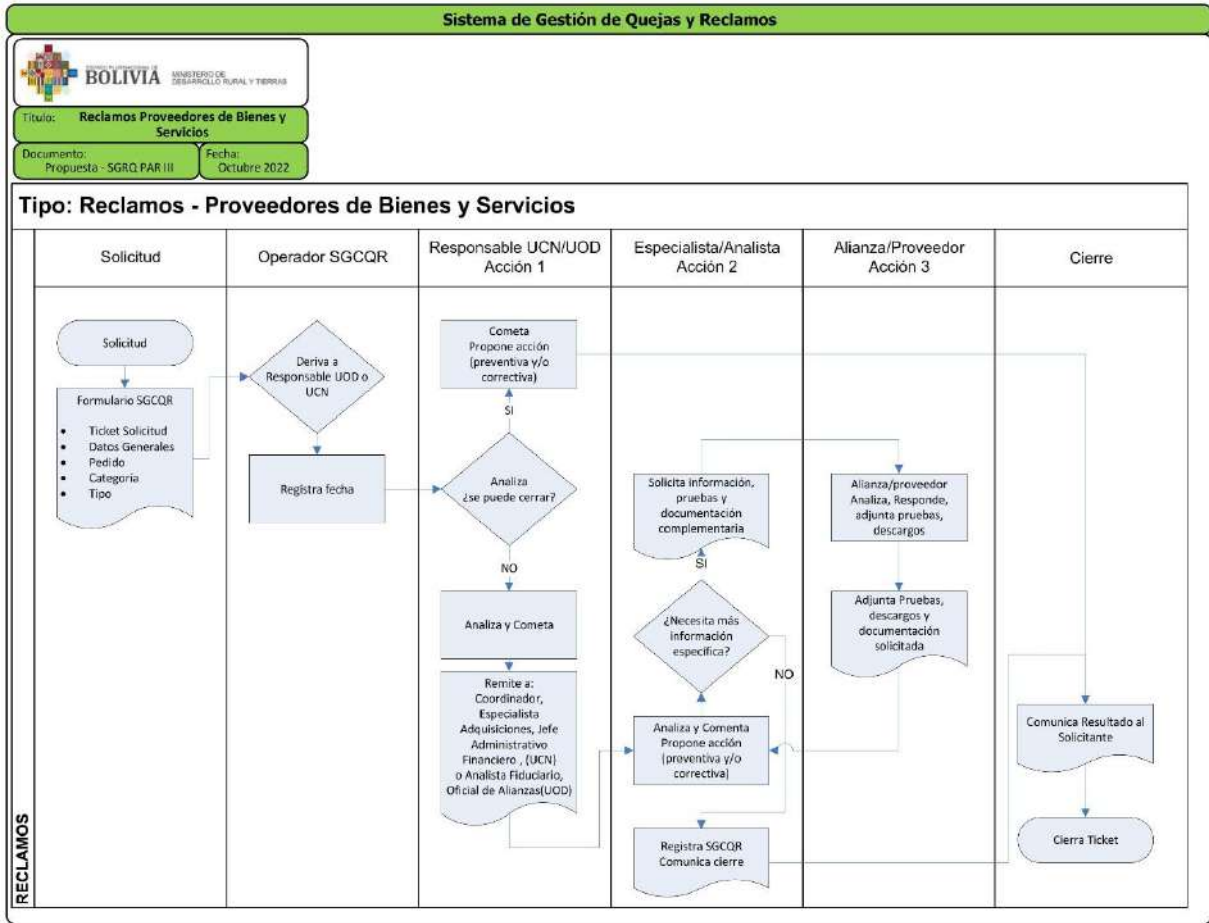 Sistema de Gestión de Quejas y Reclamos
ESTADO PLURINACIONAL DE
BOLIVIA
MINISTERIO DE
DESARROLLO RURAL Y TIERRAS
Titulo: Reclamos Proveedores de Bienes y
Servicios
Documento:
Propuesta - SGRQ PAR III
Fecha:
Octubre 2022
Tipo: Reclamos - Proveedores de Bienes y Servicios
RECLAMOS
Solicitud
Operador SGCQR
Responsable UCN/UOD
Acción 1
Especialista/Analista
Acción 2
Alianza/Proveedor
Acción 3
Cierre
Solicitud
Formulario SGCQR
• Ticket Solicitud
• Datos Generales
• Pedido
• Categoria
• Tipo
Deriva a
Responsable UOD o
UCN
Registra fecha
Cometa
Propone acción
(preventiva y/o
correctiva)
SI
Analiza
¿se puede cerrar?
NO
Analiza y Cometa
Remite a:
Coordinador,
Especialista
Adquisiciones, Jefe
Administrativo
Financiero , (UCN)
o Analista Fiduciario,
Oficial de Alianzas(UOD)
Solicita información,
pruebas y
documentación
complementaria
SI
¿Necesita más
información
específica?
NO
Analiza y Comenta
Propone acción
(preventiva y/o
correctiva)
Registra SGCQR
Comunica cierre
Alianza/proveedor
Analiza, Responde,
adjunta pruebas,
descargos
Adjunta Pruebas,
descargos y
documentación
solicitada
Comunica Resultado al
Solicitante
Cierra Ticket